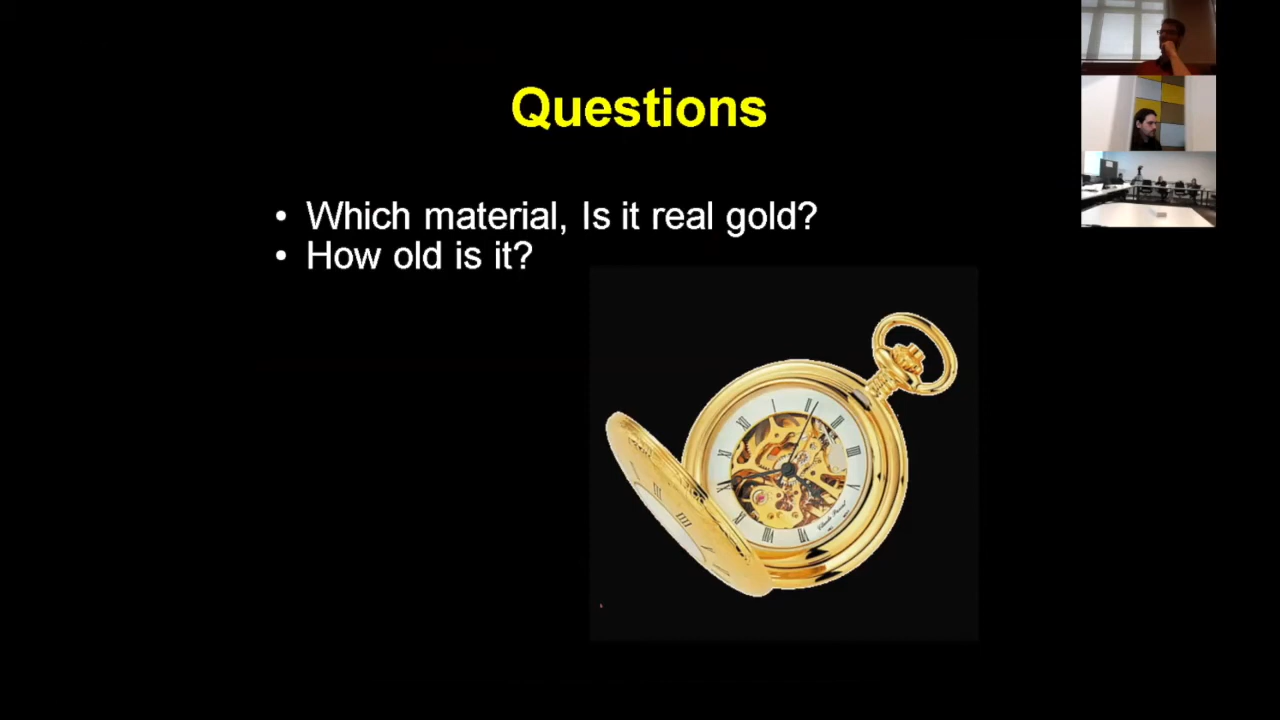 Questions
• Which material, Is it real gold?
• How old is it?